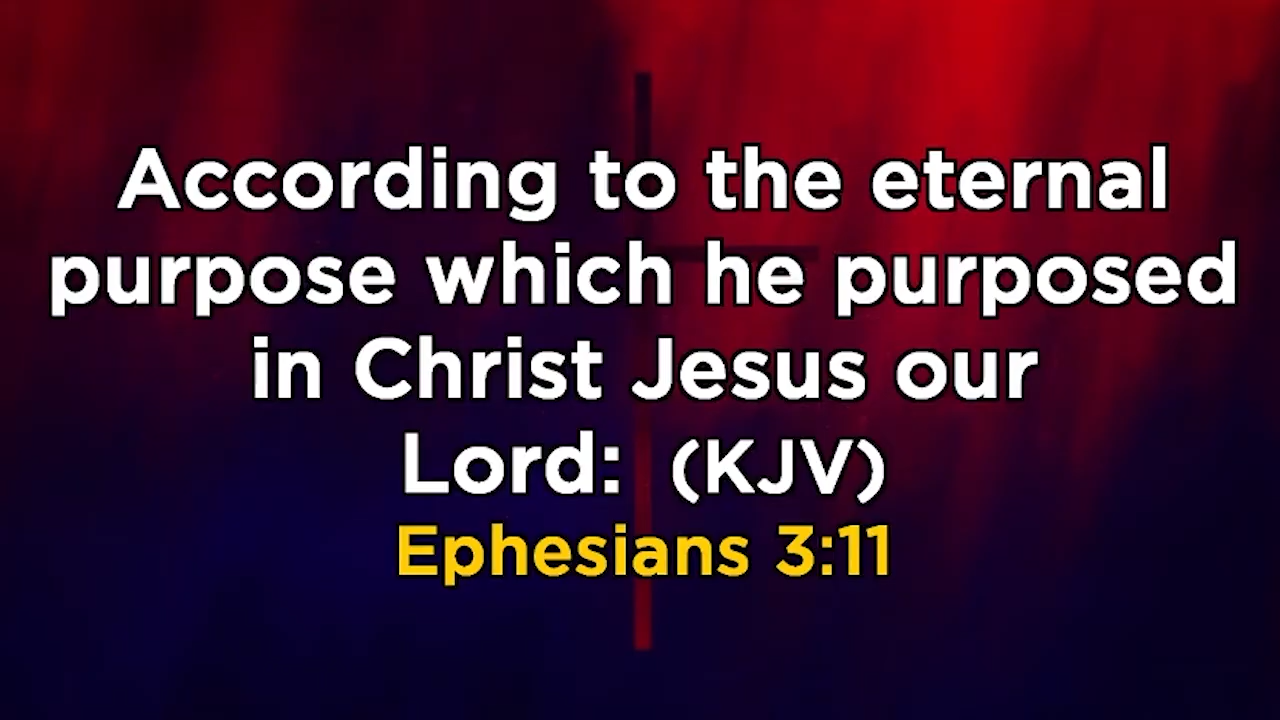 According to the eternal
purpose which he purposed
in Christ Jesus our
Lord: (KJV)
Ephesians 3:11